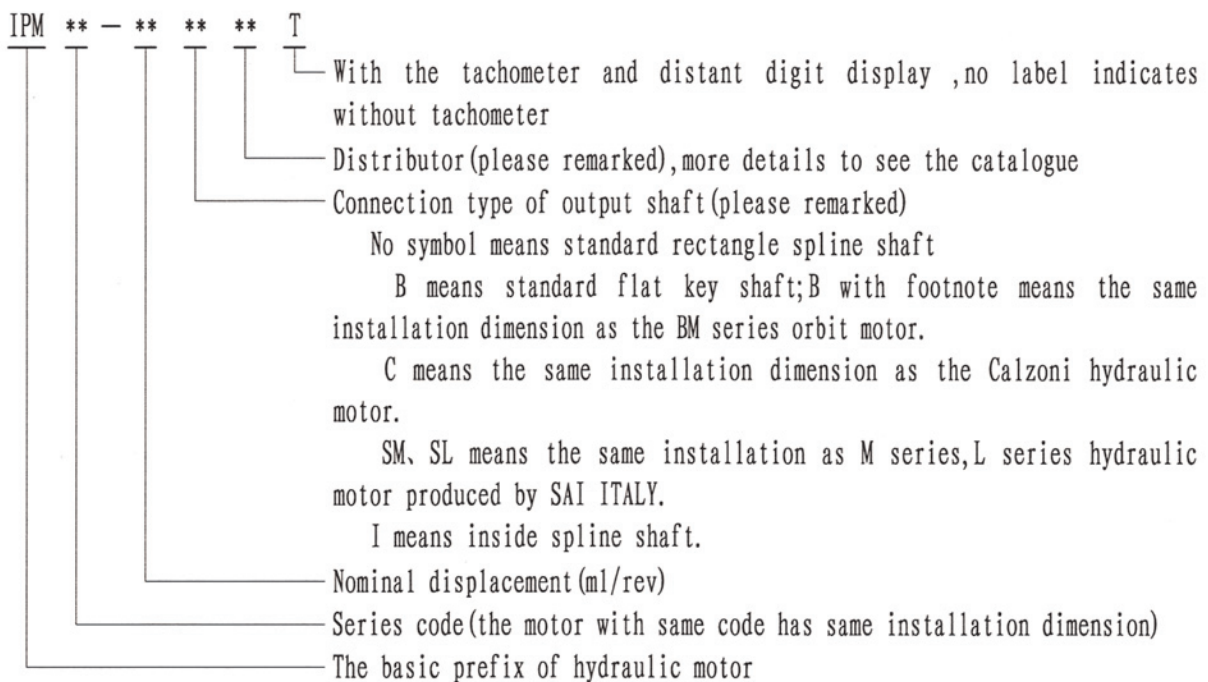 IPM ** — ** ** ** T
With the tachometer and distant digit display ,no label indicates
without tachometer
Distributor(please remarked),more details to see the catalogue
Connection type of output shaft(please remarked)
No symbol means standard rectangle spline shaft
B means standard flat key shaft;B with footnote means the same
installation dimension as the BM series orbit motor.
C means the same installation dimension as the Calzoni hydraulic
motor.
SM、SL means the same installation as M series,L series hydraulic
motor produced by SAI ITALY.
I means inside spline shaft.
Nominal displacement(ml/rev)
Series code(the motor with same code has same installation dimension)
The basic prefix of hydraulic motor